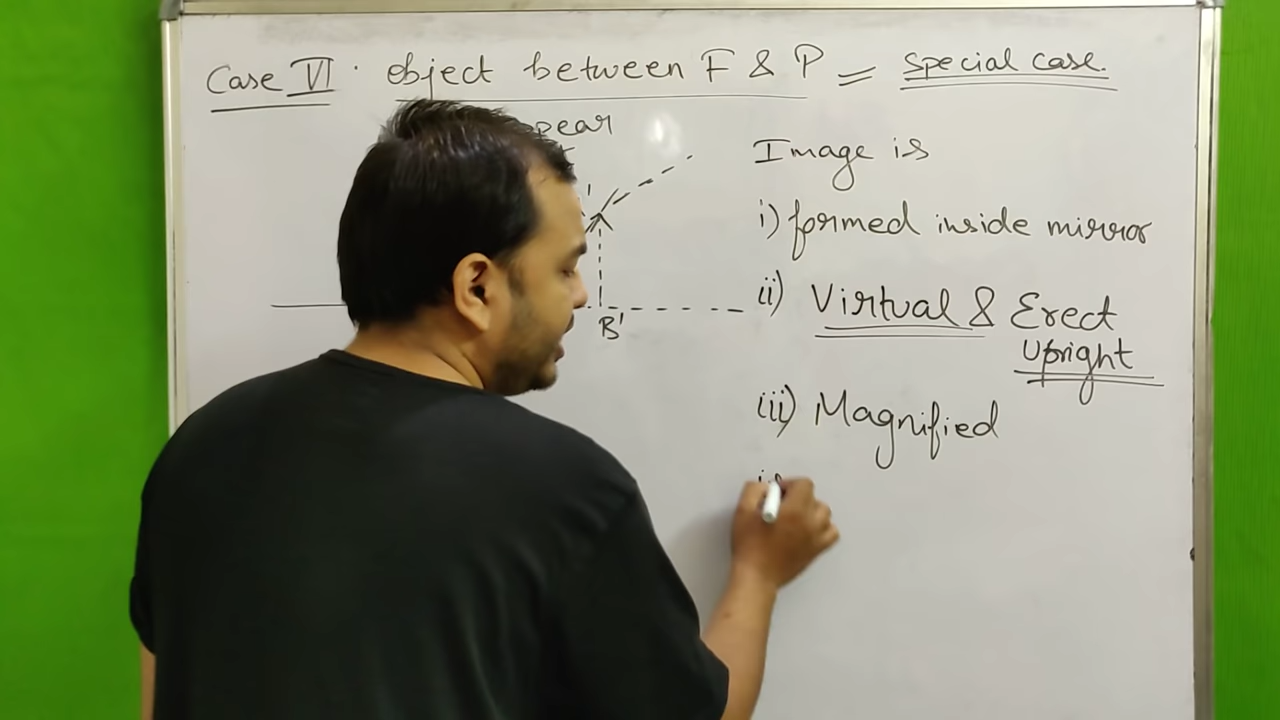 Case VI . object between F & P = special case.
Image is
i) formed inside mirror
ii) Virtual & Erect
Upright
iii) Magnified
B'